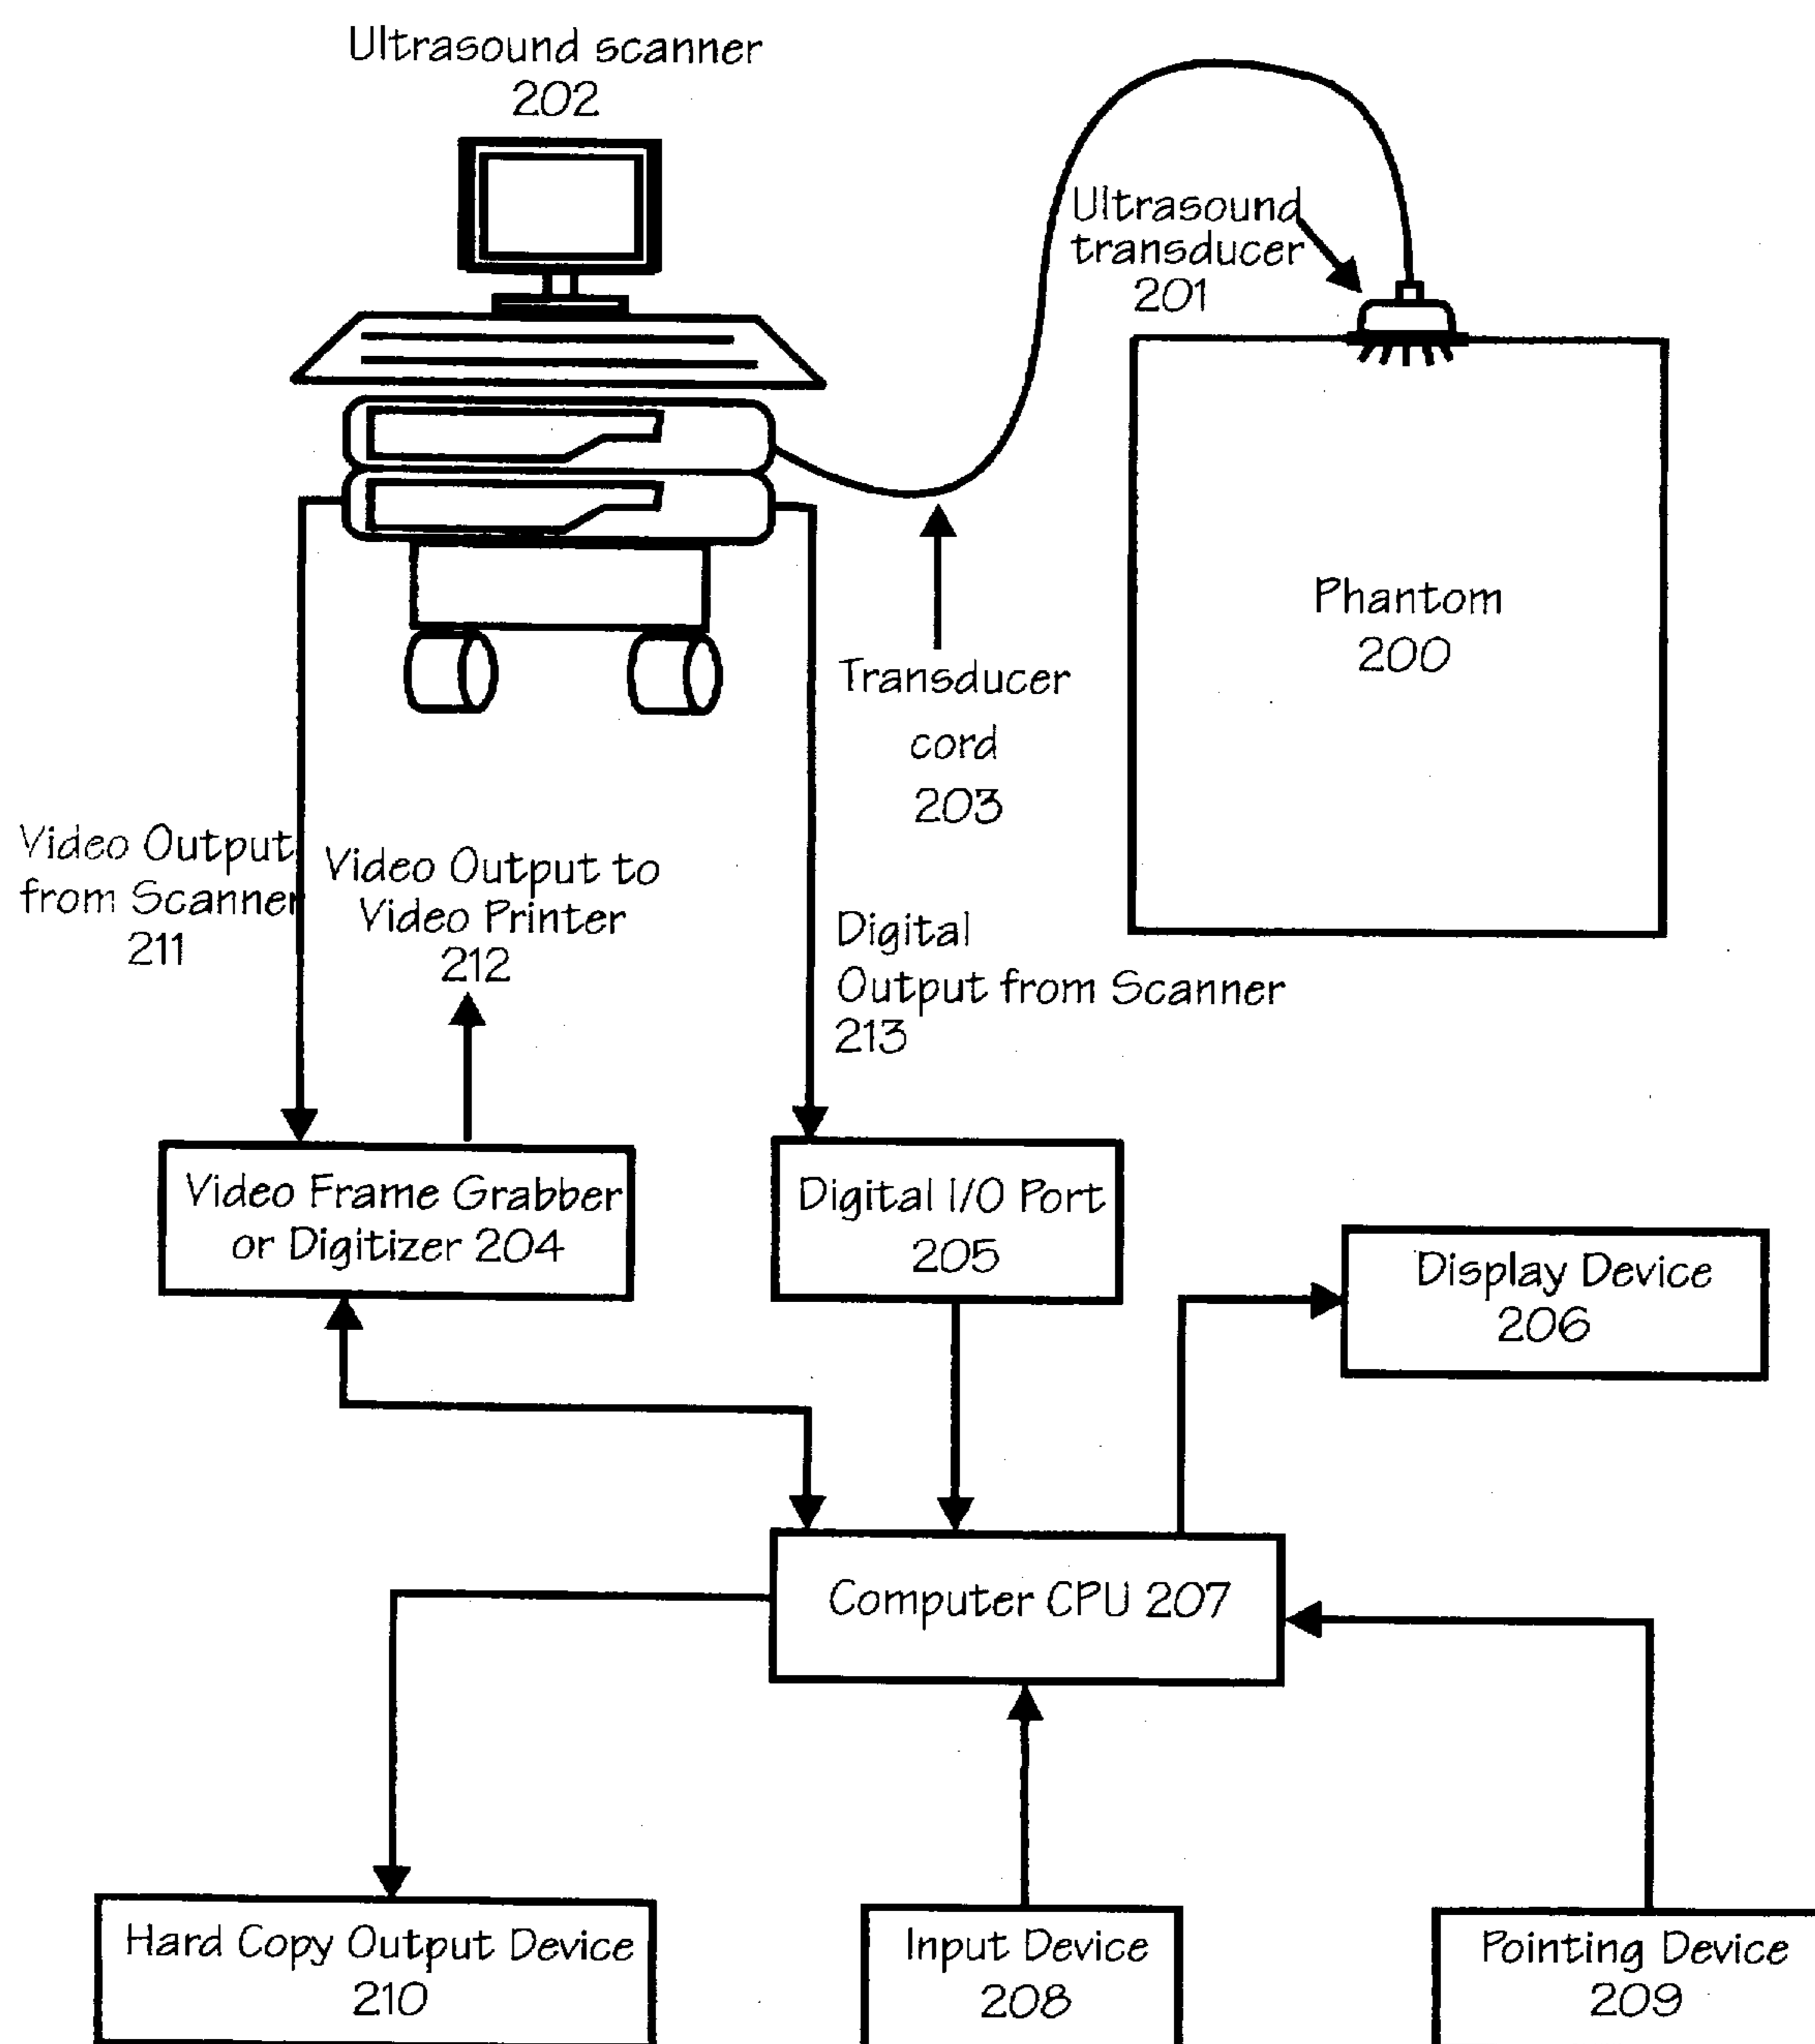 Ultrasound scanner
202
Ultrasound
transducer
201
Phantom
200
Transducer
cord
203
Video Output
from Scanner
211
Video Output to
Video Printer
212
Digital
Output from Scanner
213
Video Frame Grabber
or Digitizer 204
Digital I/O Port
205
Display Device
206
Computer CPU 207
Hard Copy Output Device
210
Input Device
208
Pointing Device
209